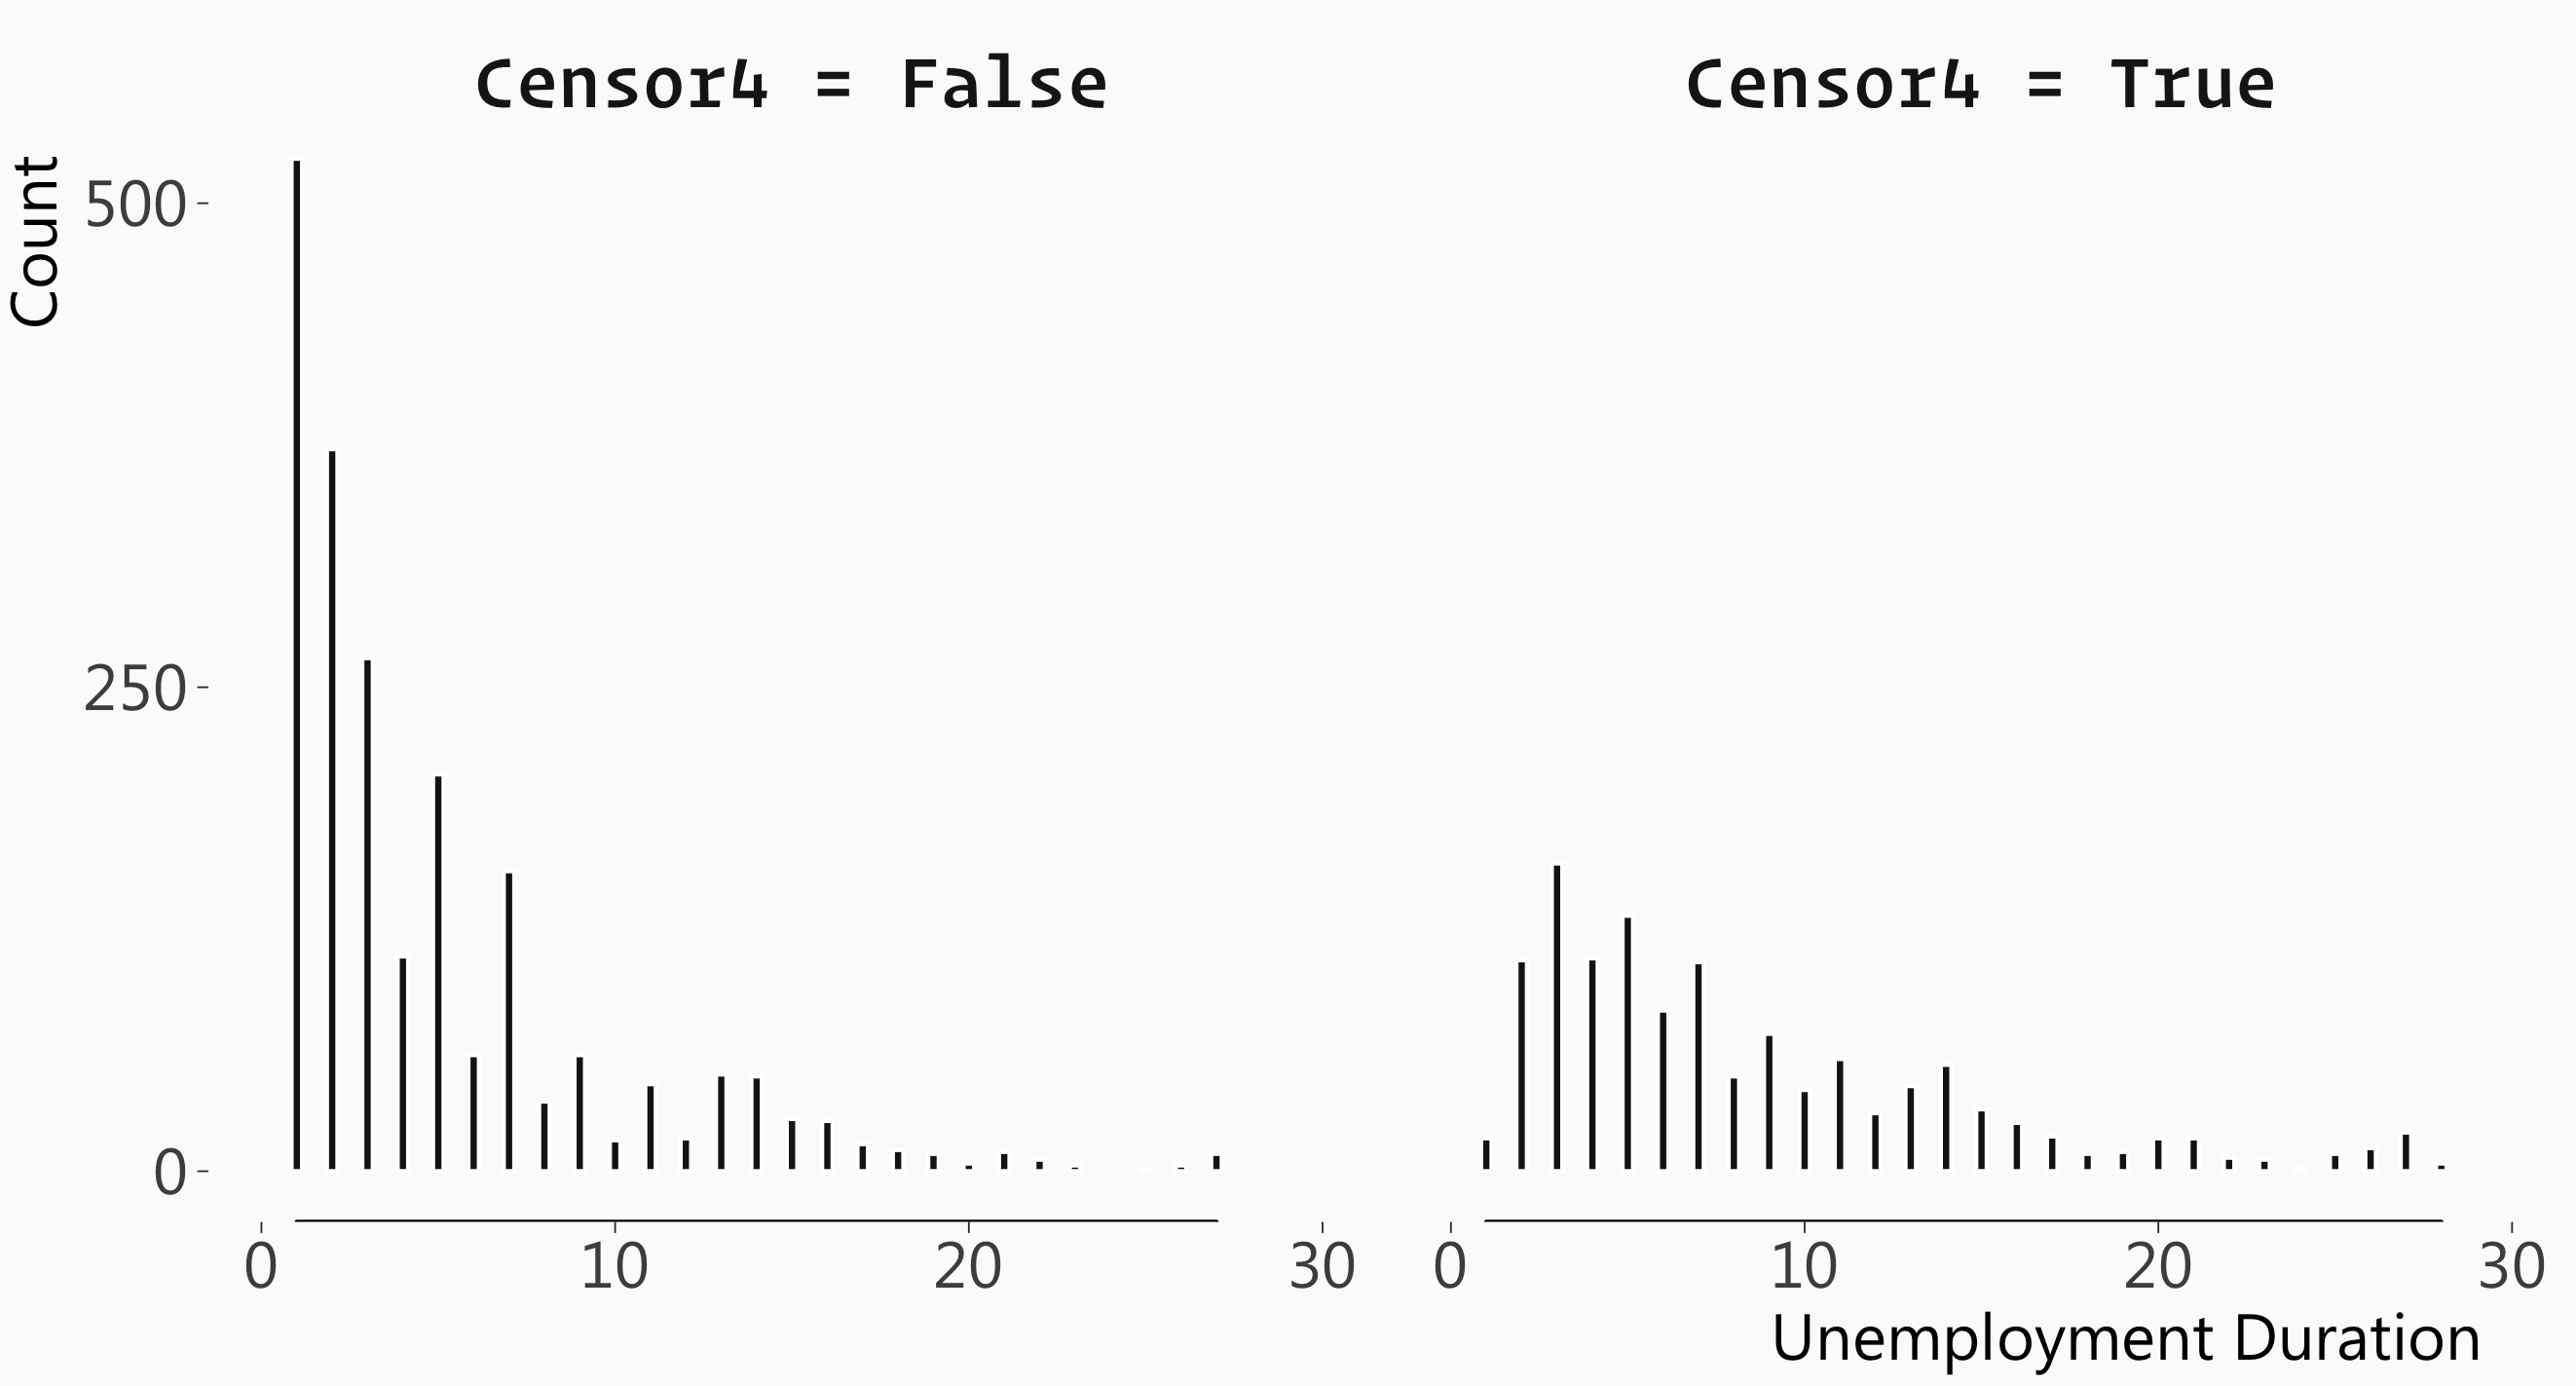 Censor4 = False
Censor4 = True
Count
500
250
0
0 10 20 30
0 10 20 30
Unemployment Duration